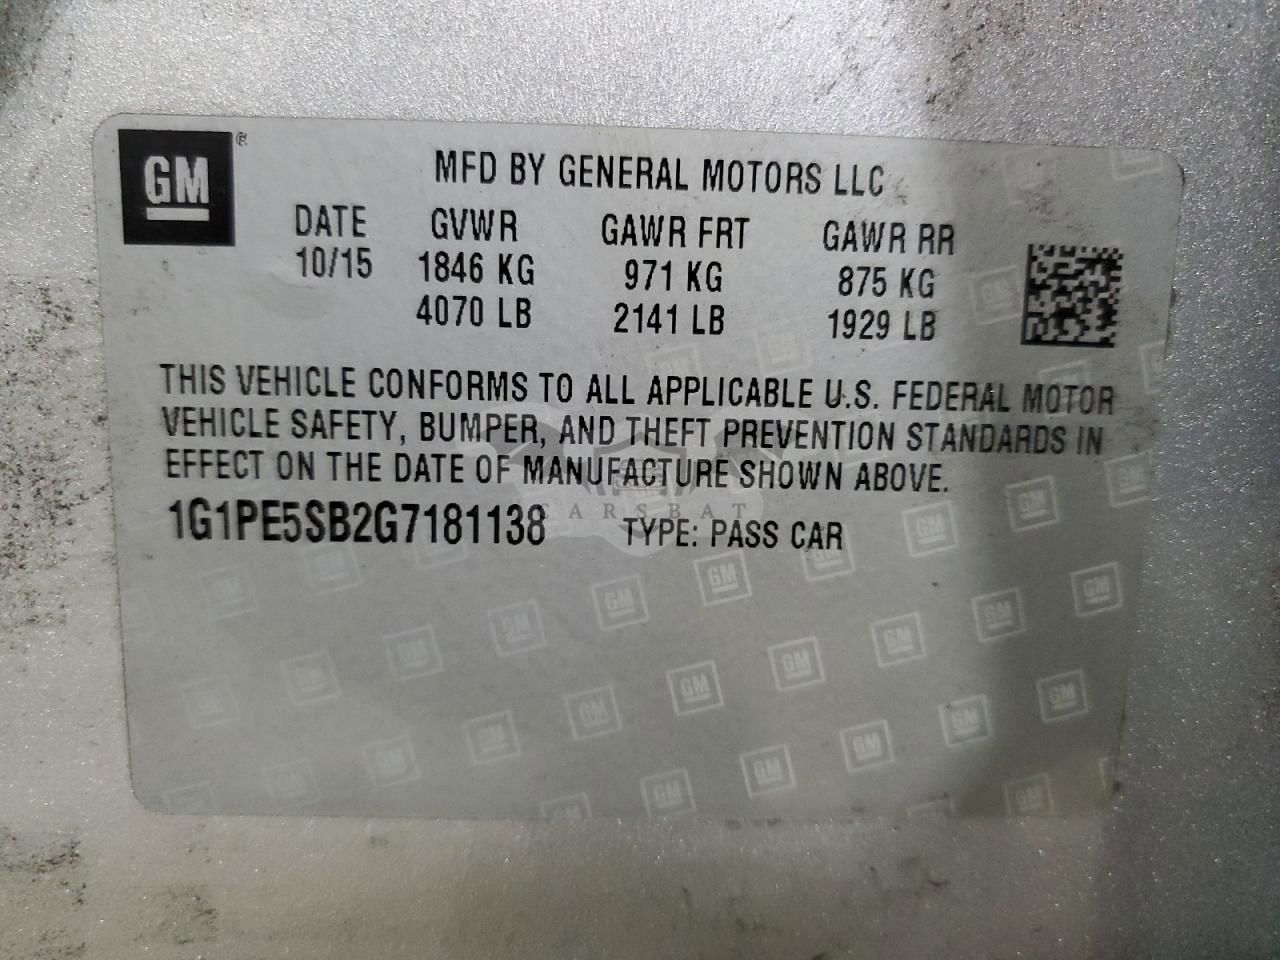 GM®
MFD BY GENERAL MOTORS LLC
DATE GVWR GAWR FRT GAWR RR
10/15 1846 KG 971 KG 875 KG
4070 LB 2141 LB 1929 LB
THIS VEHICLE CONFORMS TO ALL APPLICABLE U.S. FEDERAL MOTOR
VEHICLE SAFETY, BUMPER, AND THEFT PREVENTION STANDARDS IN
EFFECT ON THE DATE OF MANUFACTURE SHOWN ABOVE.
1G1PE5SB2G7181138 TYPE: PASS CAR
CARSBAT